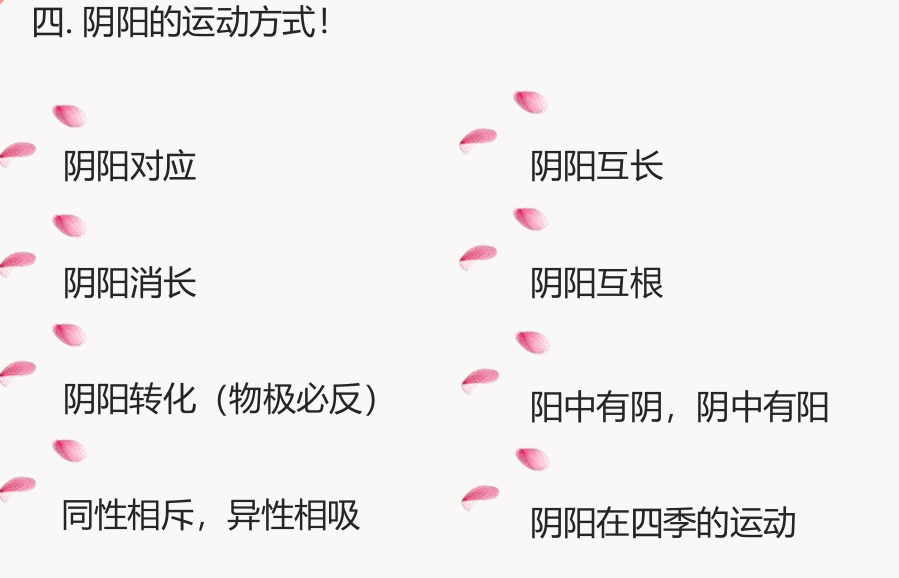 四. 阴阳的运动方式！
阴阳对应
阴阳互长
阴阳消长
阴阳互根
阴阳转化（物极必反）
阳中有阴，阴中有阳
同性相斥，异性相吸
阴阳在四季的运动